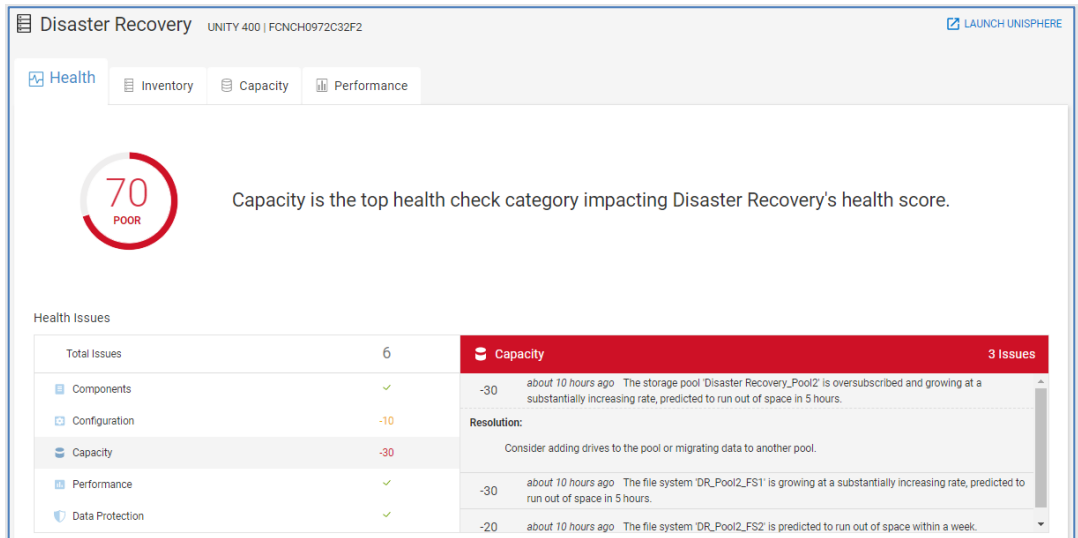 Disaster Recovery UNITY 400 | FCNCH0972C32F2 LAUNCH UNISPHERE
Health Inventory Capacity Performance
70
POOR
Capacity is the top health check category impacting Disaster Recovery's health score.
Health Issues
Total Issues 6
Components
Configuration -10
Capacity -30
Performance
Data Protection
Capacity 3 Issues
-30 about 10 hours ago The storage pool 'Disaster Recovery_Pool2' is oversubscribed and growing at a
substantially increasing rate, predicted to run out of space in 5 hours.
Resolution:
Consider adding drives to the pool or migrating data to another pool.
-30 about 10 hours ago The file system 'DR_Pool2_FS1' is growing at a substantially increasing rate, predicted to
run out of space in 5 hours.
-20 about 10 hours ago The file system 'DR_Pool2_FS2' is predicted to run out of space within a week.